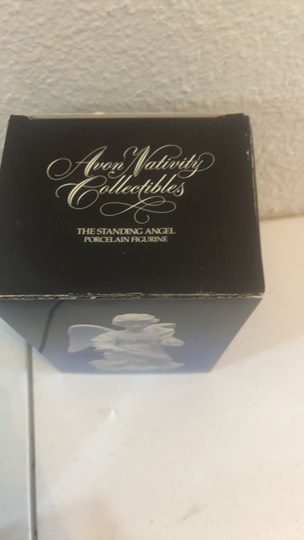 Avon Nativity
Collectibles
THE STANDING ANGEL
PORCELAIN FIGURINE